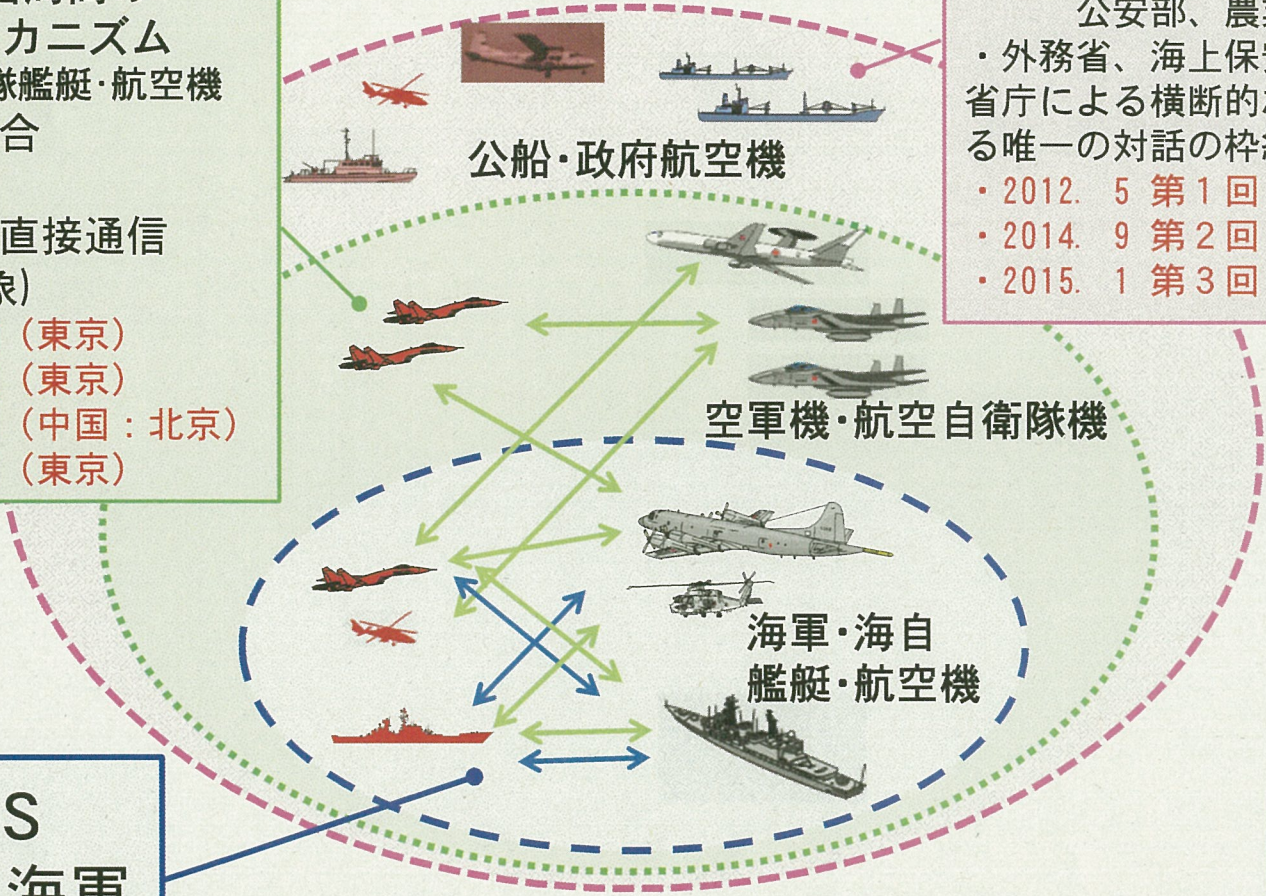 カニズム
隊艦艇・航空機
合
直接通信
象)
(東京)
(東京)
(中国:北京)
(東京)
公船・政府航空機
公安部、農
・外務省、海上保安
省庁による横断的
る唯一の対話の枠
・2012. 5 第1回
・2014. 9 第2回
・2015. 1 第3回
空軍機・航空自衛隊機
海軍・海自
艦艇・航空機
S
海軍